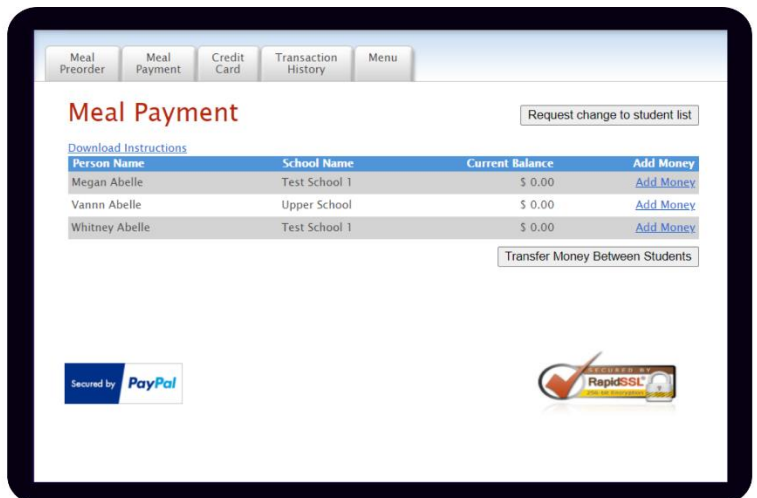 Meal Preorder
Meal Payment
Credit Card
Transaction History
Menu
Meal Payment
Request change to student list
Download Instructions
Person Name School Name Current Balance Add Money
Megan Abelle Test School 1 $ 0.00 Add Money
Vannn Abelle Upper School $ 0.00 Add Money
Whitney Abelle Test School 1 $ 0.00 Add Money
Transfer Money Between Students
Secured by PayPal
SECURED BY
RapidSSL